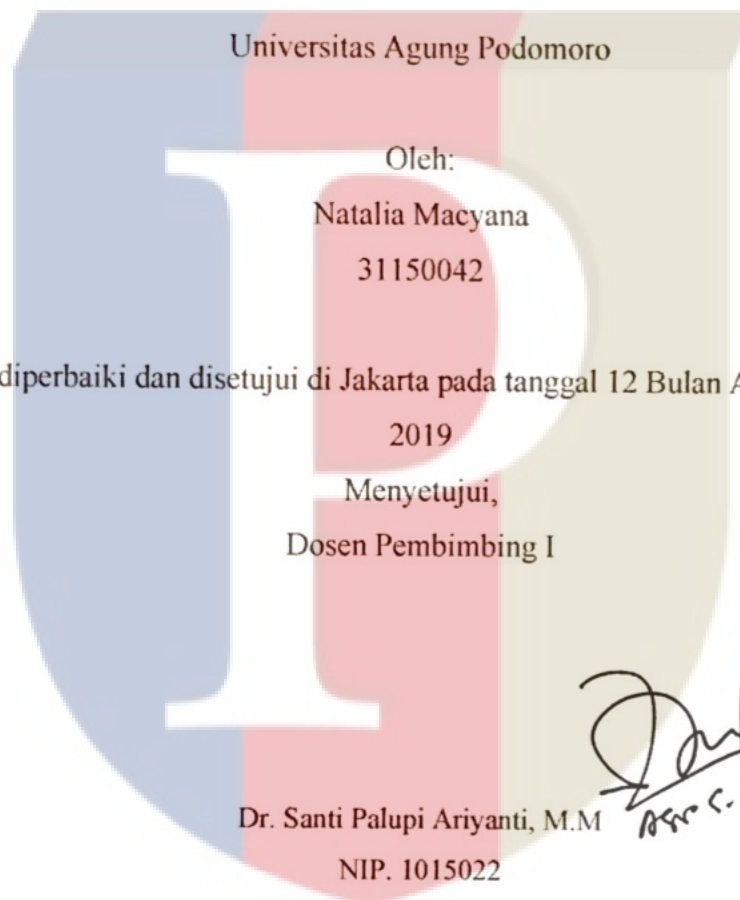 Universitas Agung Podomoro
Oleh:
Natalia Macyana
31150042
diperbaiki dan disetujui di Jakarta pada tanggal 12 Bulan A
2019
Menyetujui,
Dosen Pembimbing I
Dr. Santi Palupi Ariyanti, M.M
NIP. 1015022